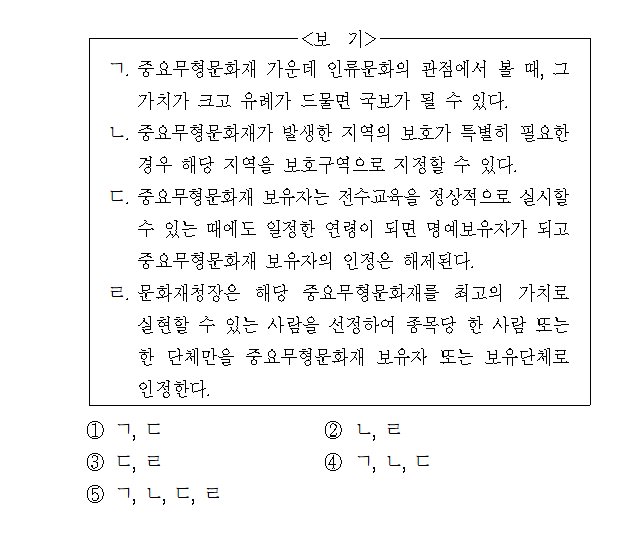 <보 기>
ㄱ. 중요무형문화재 가운데 인류문화의 관점에서 볼 때, 그
가치가 크고 유례가 드물면 국보가 될 수 있다.
ㄴ. 중요무형문화재가 발생한 지역의 보호가 특별히 필요한
경우 해당 지역을 보호구역으로 지정할 수 있다.
ㄷ. 중요무형문화재 보유자는 전수교육을 정상적으로 실시할
수 있는 때에도 일정한 연령이 되면 명예보유자가 되고
중요무형문화재 보유자의 인정은 해제된다.
ㄹ. 문화재청장은 해당 중요무형문화재를 최고의 가치로
실현할 수 있는 사람을 선정하여 종목당 한 사람 또는
한 단체만을 중요무형문화재 보유자 또는 보유단체로
인정한다.
① ㄱ, ㄷ ② ㄴ, ㄹ
③ ㄷ, ㄹ ④ ㄱ, ㄴ, ㄷ
⑤ ㄱ, ㄴ, ㄷ, ㄹ